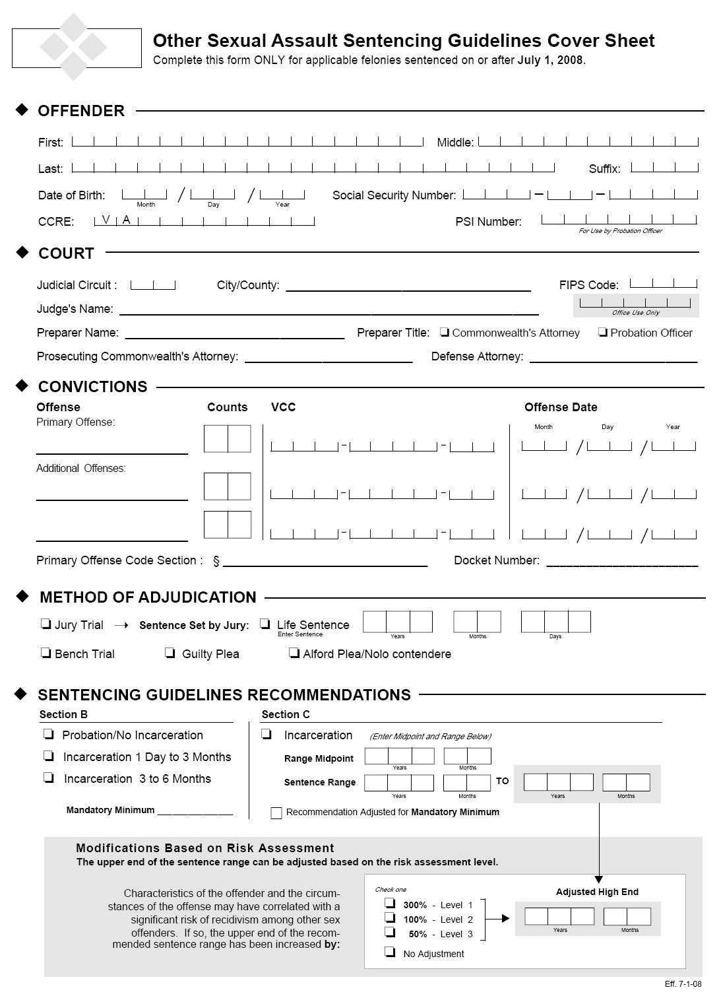 Other Sexual Assault Sentencing Guidelines Cover Sheet
Complete this form ONLY for applicable felonies sentenced on or after July 1, 2008.
OFFENDER
First: Middle:
Last: Suffix:
Date of Birth: / / Social Security Number: – –
Month Day Year
CCRE: V A PSI Number:
For Use by Probation Officer
COURT
Judicial Circuit : City/County: FIPS Code:
Judge's Name:
Office Use Only
Preparer Name: Preparer Title: ❏ Commonwealth's Attorney ❏ Probation Officer
Prosecuting Commonwealth's Attorney: Defense Attorney:
CONVICTIONS
Offense Counts VCC Offense Date
Primary Offense:
Month Day Year
- - / /
Additional Offenses:
- - / /
- - / /
Primary Offense Code Section : § Docket Number:
METHOD OF ADJUDICATION
❏ Jury Trial → Sentence Set by Jury: ❏ Life Sentence
Enter Sentence Years Months Days
❏ Bench Trial ❏ Guilty Plea ❏ Alford Plea/Nolo contendere
SENTENCING GUIDELINES RECOMMENDATIONS
Section B
❏ Probation/No Incarceration
❏ Incarceration 1 Day to 3 Months
❏ Incarceration 3 to 6 Months
Mandatory Minimum
Section C
❏ Incarceration (Enter Midpoint and Range Below)
Range Midpoint
Years Months
Sentence Range TO
Years Months Years Months
Recommendation Adjusted for Mandatory Minimum
Modifications Based on Risk Assessment
The upper end of the sentence range can be adjusted based on the risk assessment level.
Characteristics of the offender and the circum-
stances of the offense may have correlated with a
significant risk of recidivism among other sex
offenders. If so, the upper end of the recom-
mended sentence range has been increased by:
Check one
❏ 300% - Level 1
❏ 100% - Level 2
❏ 50% - Level 3
❏ No Adjustment
Adjusted High End
Years Months
Eff. 7-1-08